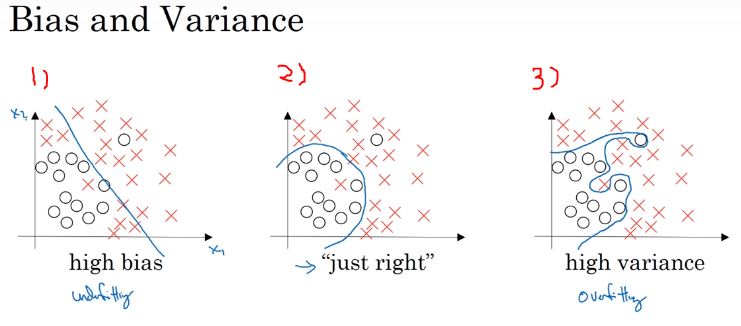 Bias and Variance
1) 2) 3)
x₂
x₁
high bias → "just right" high variance
underfitting overfitting